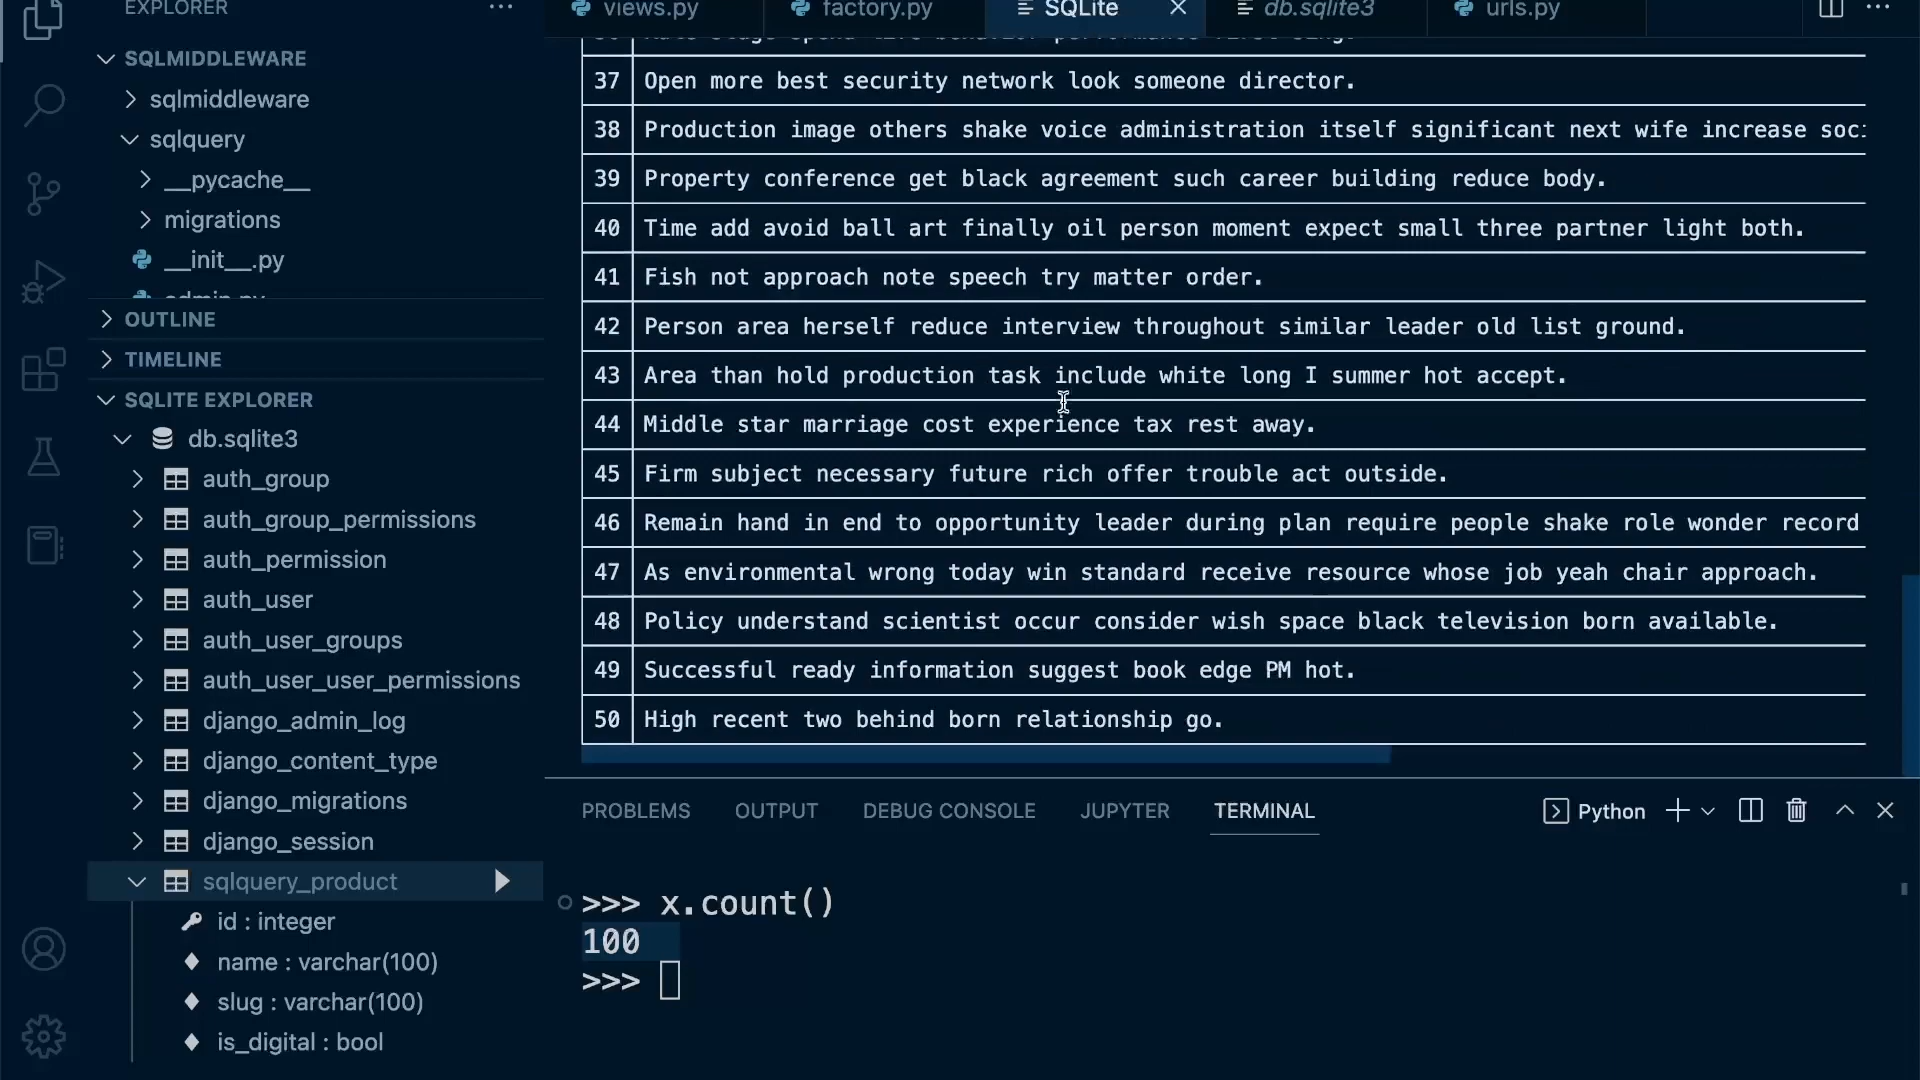 EXPLORER
SQLMIDDLEWARE
sqlmiddleware
sqlquery
__pycache__
migrations
__init__.py
admin.py
OUTLINE
TIMELINE
SQLITE EXPLORER
db.sqlite3
auth_group
auth_group_permissions
auth_permission
auth_user
auth_user_groups
auth_user_user_permissions
django_admin_log
django_content_type
django_migrations
django_session
sqlquery_product
id : integer
name : varchar(100)
slug : varchar(100)
is_digital : bool
views.py factory.py SQLite db.sqlite3 urls.py
37 Open more best security network look someone director.
38 Production image others shake voice administration itself significant next wife increase
39 Property conference get black agreement such career building reduce body.
40 Time add avoid ball art finally oil person moment expect small three partner light both.
41 Fish not approach note speech try matter order.
42 Person area herself reduce interview throughout similar leader old list ground.
43 Area than hold production task include white long I summer hot accept.
44 Middle star marriage cost experience tax rest away.
45 Firm subject necessary future rich offer trouble act outside.
46 Remain hand in end to opportunity leader during plan require people shake role wonder record
47 As environmental wrong today win standard receive resource whose job yeah chair approach.
48 Policy understand scientist occur consider wish space black television born available.
49 Successful ready information suggest book edge PM hot.
50 High recent two behind born relationship go.
PROBLEMS OUTPUT DEBUG CONSOLE JUPYTER TERMINAL Python
>>> x.count()
100
>>>